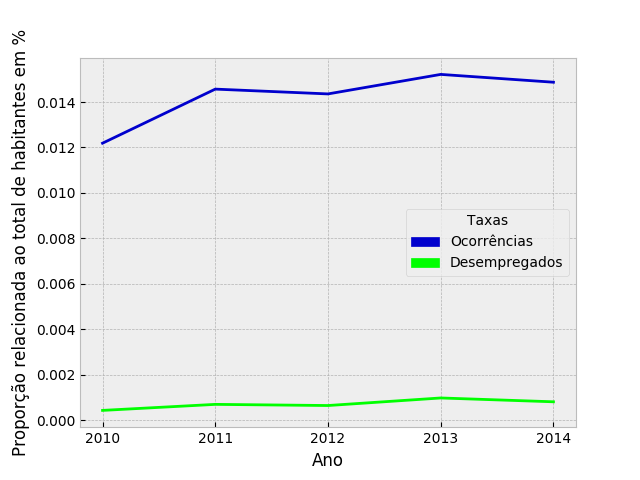 Proporção relacionada ao total de habitantes em %
0.014
0.012
0.010
0.008
0.006
0.004
0.002
0.000
Taxas
Ocorrências
Desempregados
2010 2011 2012 2013 2014
Ano